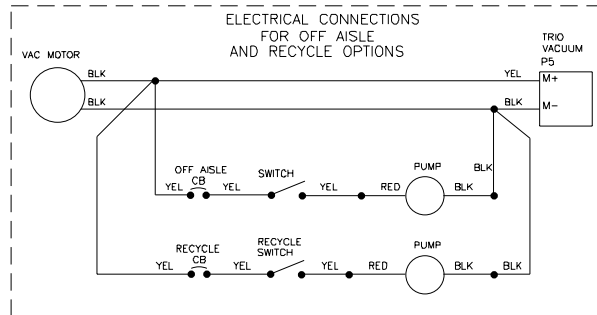 ELECTRICAL CONNECTIONS
FOR OFF AISLE
AND RECYCLE OPTIONS
TRIO
VACUUM
P5
VAC MOTOR
BLK
YEL
M+
BLK
BLK
M-
OFF AISLE
CB
SWITCH
PUMP
BLK
YEL
YEL
YEL
RED
BLK
RECYCLE
CB
RECYCLE
SWITCH
PUMP
YEL
YEL
YEL
RED
BLK
BLK